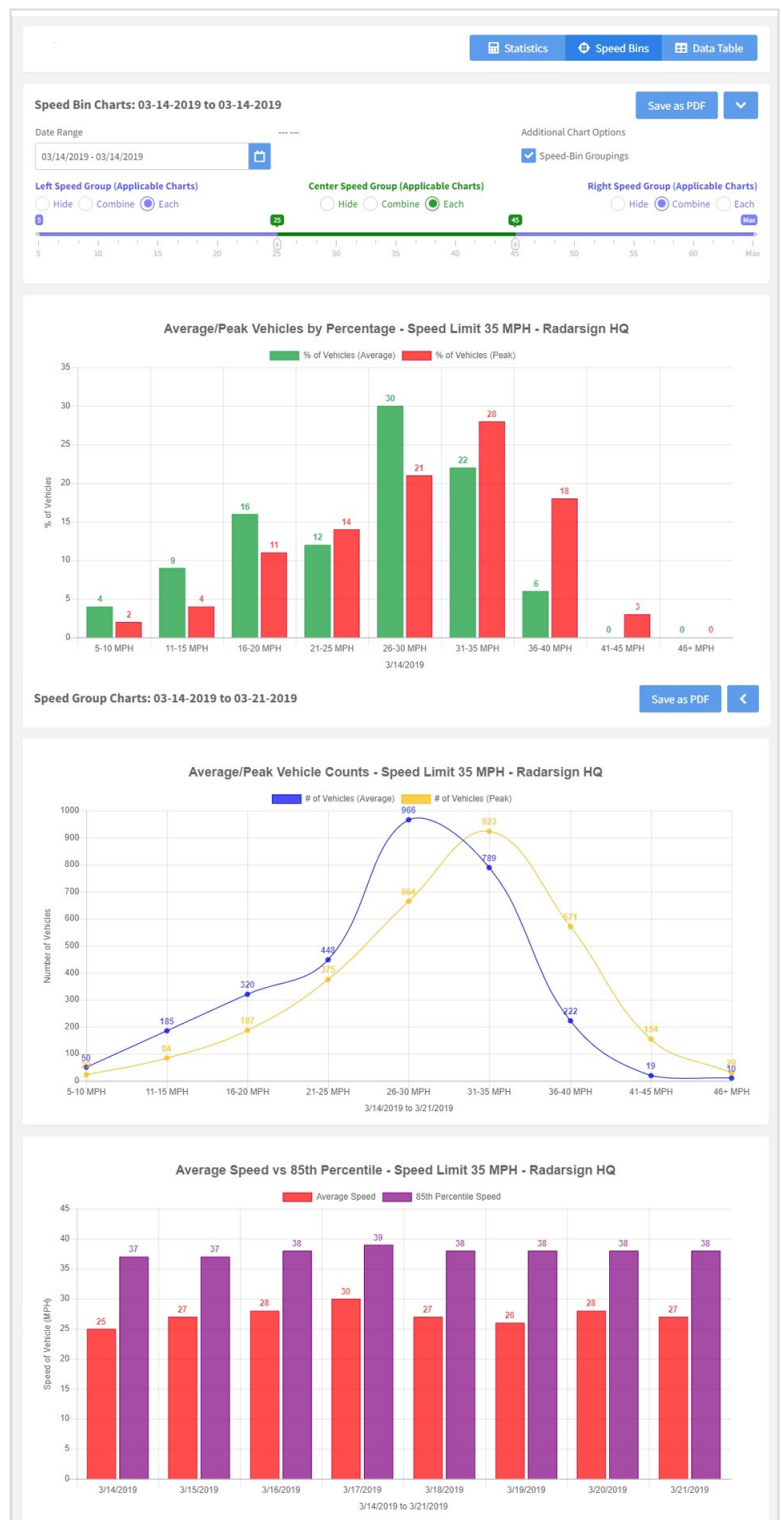 Statistics Speed Bins Data Table
Speed Bin Charts: 03-14-2019 to 03-14-2019 Save as PDF
Date Range --- --- Additional Chart Options
03/14/2019 - 03/14/2019 Speed-Bin Groupings
Left Speed Group (Applicable Charts) Center Speed Group (Applicable Charts) Right Speed Group (Applicable Charts)
Hide Combine Each Hide Combine Each Hide Combine Each
5 25 45 Max
5 10 15 20 25 30 35 40 45 50 55 60 Max
Average/Peak Vehicles by Percentage - Speed Limit 35 MPH - Radarsign HQ
% of Vehicles (Average) % of Vehicles (Peak)
% of Vehicles
35
30
25
20
15
10
5
0
4 2 9 4 16 11 12 14 30 21 22 28 6 18 0 3 0 0
5-10 MPH 11-15 MPH 16-20 MPH 21-25 MPH 26-30 MPH 31-35 MPH 36-40 MPH 41-45 MPH 46+ MPH
3/14/2019
Speed Group Charts: 03-14-2019 to 03-21-2019 Save as PDF
Average/Peak Vehicle Counts - Speed Limit 35 MPH - Radarsign HQ
# of Vehicles (Average) # of Vehicles (Peak)
Number of Vehicles
1000
900
800
700
600
500
400
300
200
100
0
50 185 320 448 966 789 222 19 10
84 187 375 664 923 571 154 29
5-10 MPH 11-15 MPH 16-20 MPH 21-25 MPH 26-30 MPH 31-35 MPH 36-40 MPH 41-45 MPH 46+ MPH
3/14/2019 to 3/21/2019
Average Speed vs 85th Percentile - Speed Limit 35 MPH - Radarsign HQ
Average Speed 85th Percentile Speed
Speed of Vehicle (MPH)
45
40
35
30
25
20
15
10
5
0
25 37 27 37 28 38 30 39 27 38 26 38 28 38 27 38
3/14/2019 3/15/2019 3/16/2019 3/17/2019 3/18/2019 3/19/2019 3/20/2019 3/21/2019
3/14/2019 to 3/21/2019